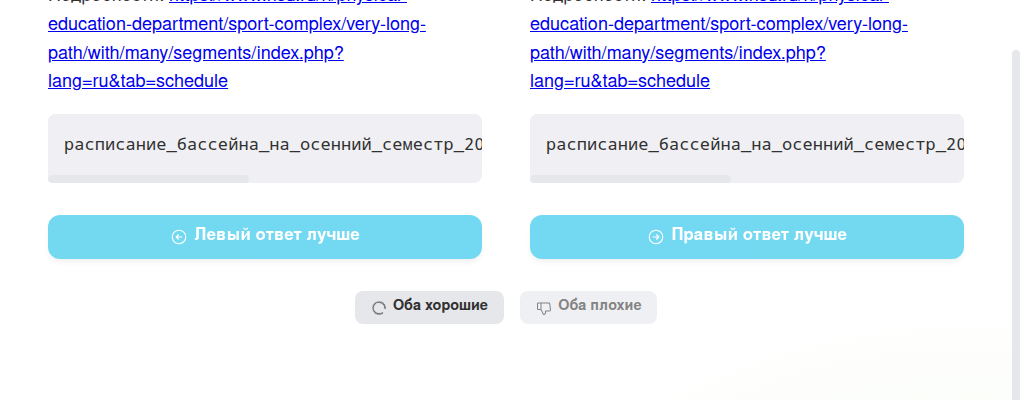 education-department/sport-complex/very-long-
path/with/many/segments/index.php?
lang=ru&tab=schedule
расписание_бассейна_на_осенний_семестр_20
Левый ответ лучше
education-department/sport-complex/very-long-
path/with/many/segments/index.php?
lang=ru&tab=schedule
расписание_бассейна_на_осенний_семестр_20
Правый ответ лучше
Оба хорошие
Оба плохие